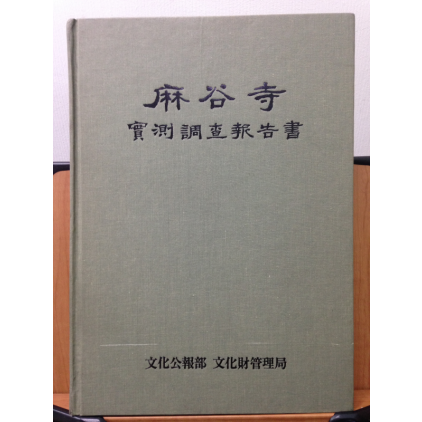 麻谷寺
實測調查報告書
文化公報部 文化財管理局